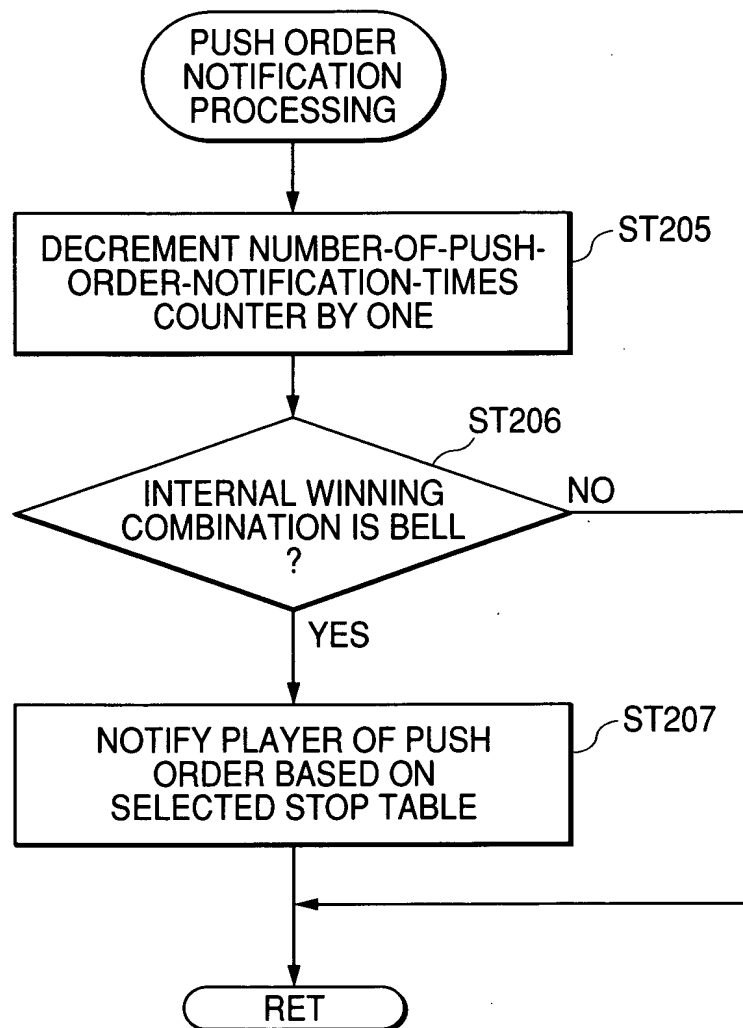 PUSH ORDER
NOTIFICATION
PROCESSING
DECREMENT NUMBER-OF-PUSH-
ORDER-NOTIFICATION-TIMES
COUNTER BY ONE
ST205
ST206
INTERNAL WINNING
COMBINATION IS BELL
?
NO
YES
NOTIFY PLAYER OF PUSH
ORDER BASED ON
SELECTED STOP TABLE
ST207
RET